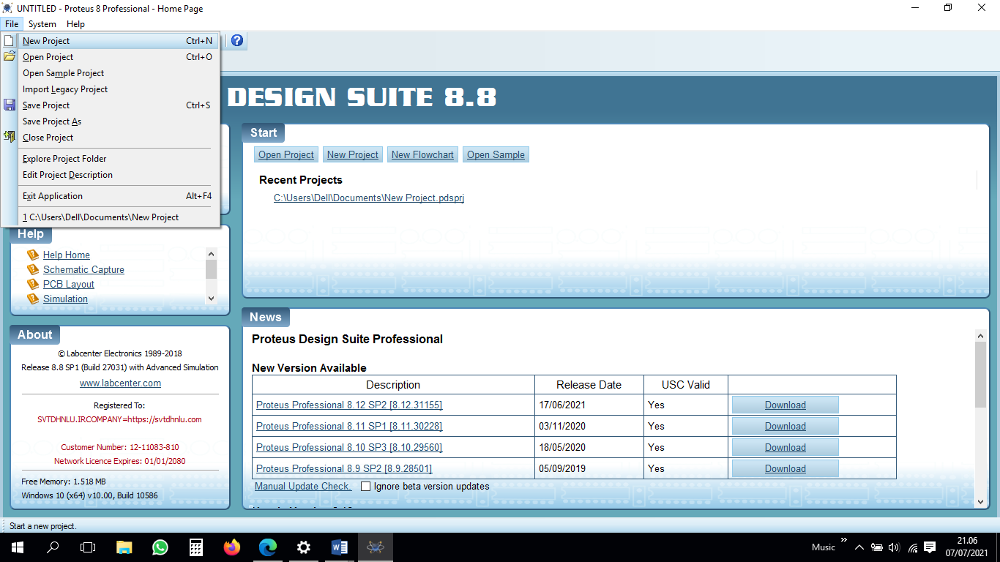 UNTITLED - Proteus 8 Professional - Home Page
File System Help
New Project Ctrl+N
Open Project Ctrl+O
Open Sample Project
Import Legacy Project
Save Project Ctrl+S
Save Project As
Close Project
Explore Project Folder
Edit Project Description
Exit Application Alt+F4
1 C:\Users\Dell\Documents\New Project
DESIGN SUITE 8.8
Start
Open Project New Project New Flowchart Open Sample
Recent Projects
C:\Users\Dell\Documents\New Project.pdsprj
Help
Help Home
Schematic Capture
PCB Layout
Simulation
About
© Labcenter Electronics 1989-2018
Release 8.8 SP1 (Build 27031) with Advanced Simulation
www.labcenter.com
Registered To:
SVTDHNLU.IRCOMPANY=https://svtdhnlu.com
Customer Number: 12-11083-810
Network Licence Expires: 01/01/2080
Free Memory: 1.518 MB
Windows 10 (x64) v10.00, Build 10586
News
Proteus Design Suite Professional
New Version Available
Description Release Date USC Valid
Proteus Professional 8.12 SP2 [8.12.31155] 17/06/2021 Yes Download
Proteus Professional 8.11 SP1 [8.11.30228] 03/11/2020 Yes Download
Proteus Professional 8.10 SP3 [8.10.29560] 18/05/2020 Yes Download
Proteus Professional 8.9 SP2 [8.9.28501] 05/09/2019 Yes Download
Manual Update Check. Ignore beta version updates
Start a new project.
Music
21.06
07/07/2021